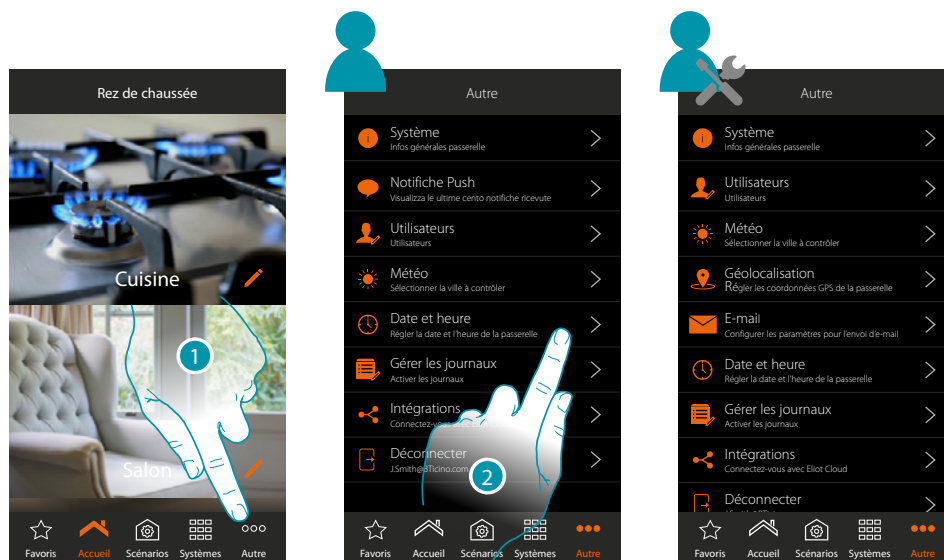 Rez de chaussée
Cuisine
1
Salon
Favoris
Accueil
Scénarios
Systèmes
Autre
Autre
Système
Infos générales passerelle
Notifiche Push
Visualizza le ultime cento notifiche ricevute
Utilisateurs
Utilisateurs
Météo
Sélectionner la ville à contrôler
Date et heure
Régler la date et l'heure de la passerelle
Gérer les journaux
Activer les journaux
Intégrations
Déconnecter
J.Smith@BTicino.com
2
Favoris
Accueil
Scénarios
Systèmes
Autre
Autre
Système
Infos générales passerelle
Utilisateurs
Utilisateurs
Météo
Sélectionner la ville à contrôler
Géolocalisation
Régler les coordonnées GPS de la passerelle
E-mail
Configurer les paramètres pour l'envoi d'e-mail
Date et heure
Régler la date et l'heure de la passerelle
Gérer les journaux
Activer les journaux
Intégrations
Connectez-vous avec Eliot Cloud
Déconnecter
Favoris
Accueil
Scénarios
Systèmes
Autre